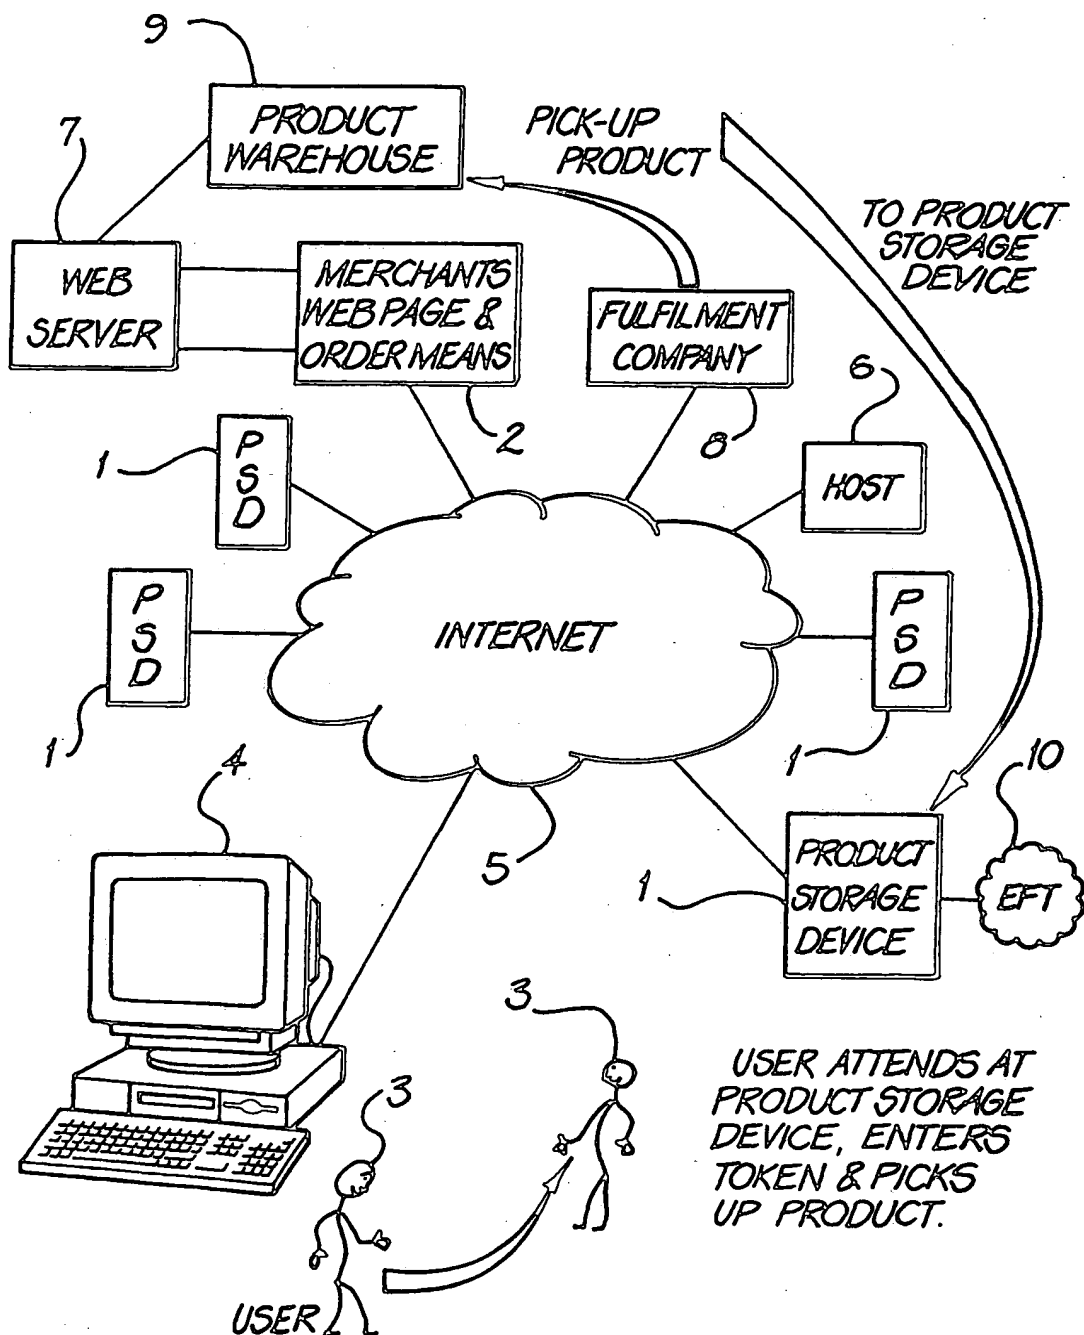 9
PRODUCT
WAREHOUSE
PICK-UP
PRODUCT
7
TO PRODUCT
STORAGE
DEVICE
WEB
SERVER
MERCHANTS
WEB PAGE &
ORDER MEANS
FULFILMENT
COMPANY
6
2
8
1
P
S
D
HOST
P
S
D
1
INTERNET
P
S
D
1
4
5
10
1
PRODUCT
STORAGE
DEVICE
EFT
3
3
USER ATTENDS AT
PRODUCT STORAGE
DEVICE, ENTERS
TOKEN & PICKS
UP PRODUCT.
USER